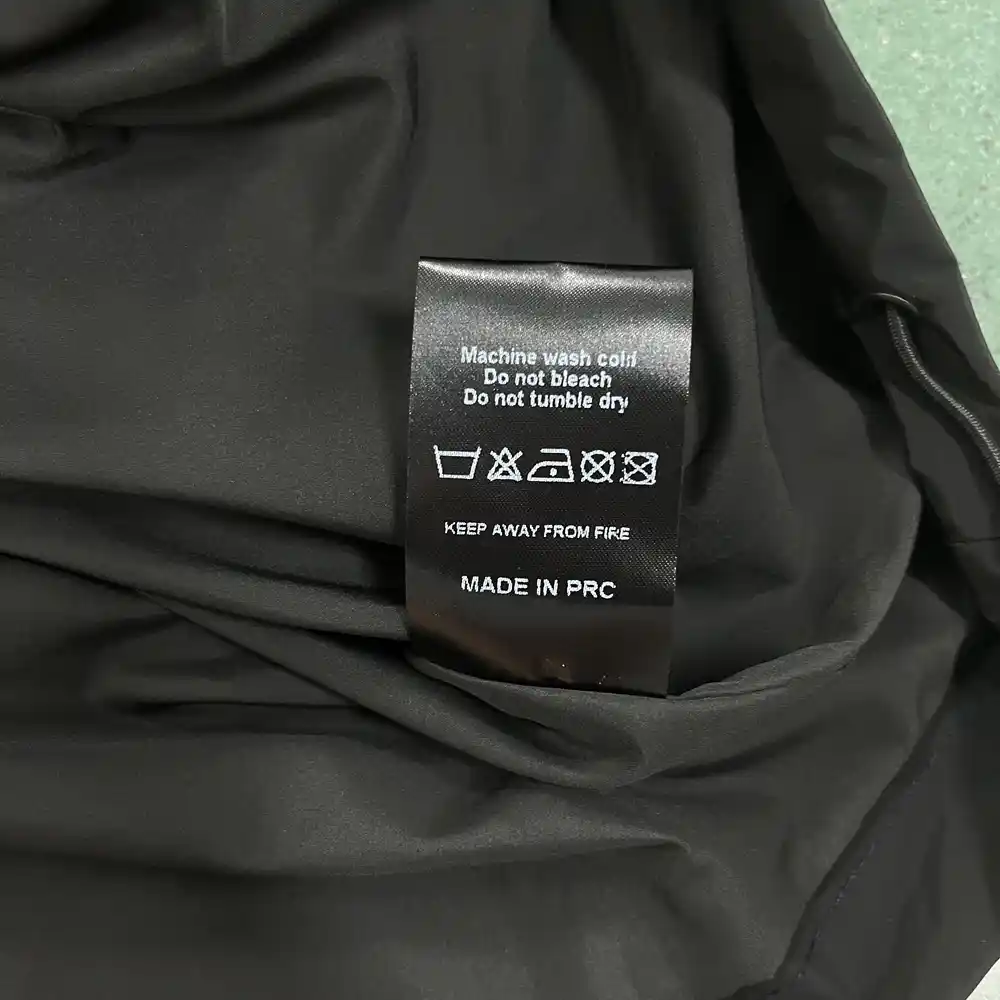 Machine wash cold
Do not bleach
Do not tumble dry
KEEP AWAY FROM FIRE
MADE IN PRC